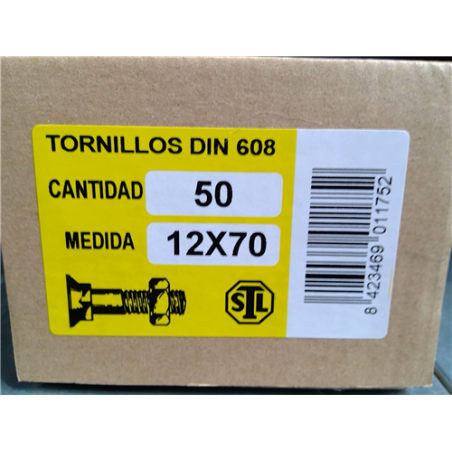 TORNILLOS DIN 608
CANTIDAD 50
MEDIDA 12X70
STL
8 423469 011752